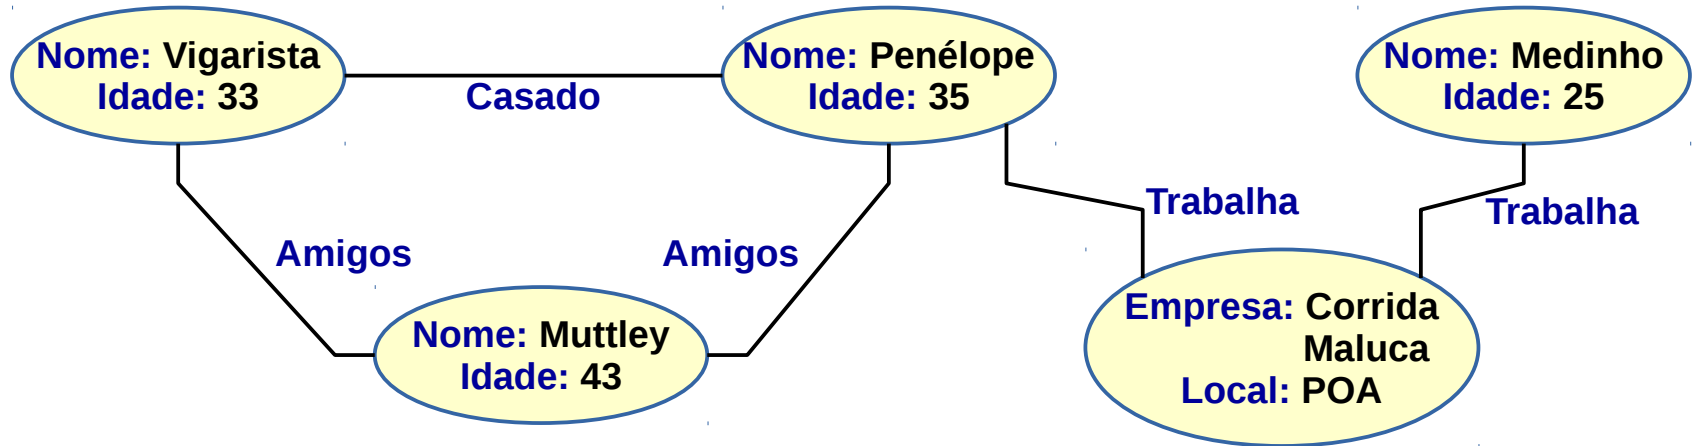 Nome: Vigarista
Idade: 33
Casado
Nome: Penélope
Idade: 35
Nome: Medinho
Idade: 25
Trabalha
Trabalha
Amigos
Amigos
Nome: Muttley
Idade: 43
Empresa: Corrida
Maluca
Local: POA